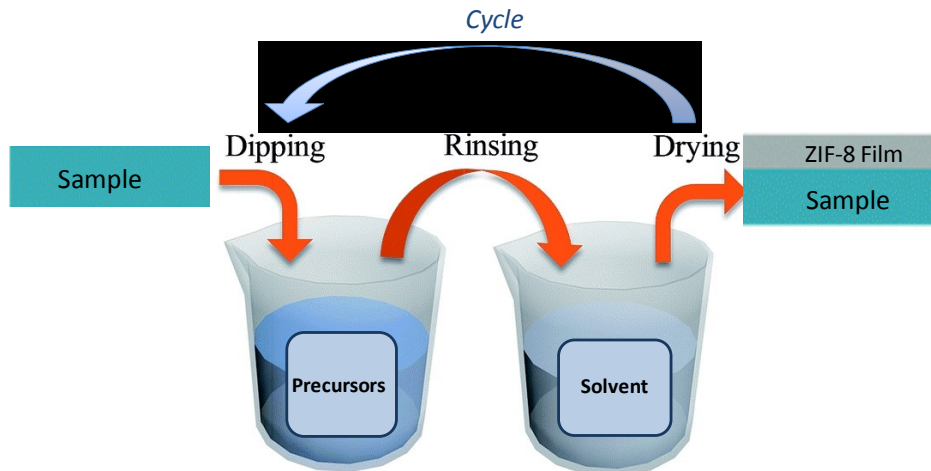 Cycle
Dipping
Rinsing
Drying
Sample
ZIF-8 Film
Sample
Precursors
Solvent